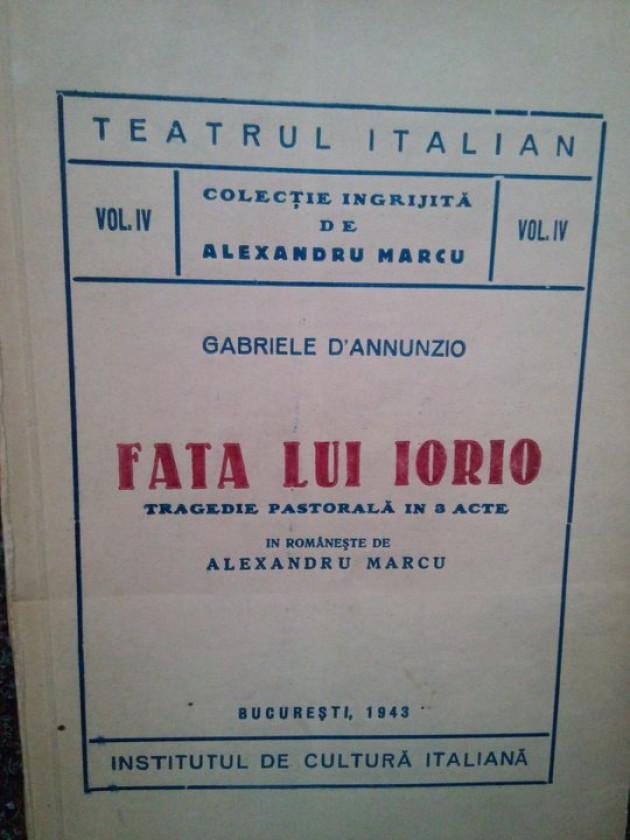 TEATRUL ITALIAN
VOL. IV
COLECȚIE INGRIJITĂ
DE
ALEXANDRU MARCU
VOL. IV
GABRIELE D'ANNUNZIO
FATA LUI IORIO
TRAGEDIE PASTORALĂ IN 3 ACTE
IN ROMÂNEȘTE DE
ALEXANDRU MARCU
BUCUREȘTI, 1943
INSTITUTUL DE CULTURĂ ITALIANĂ